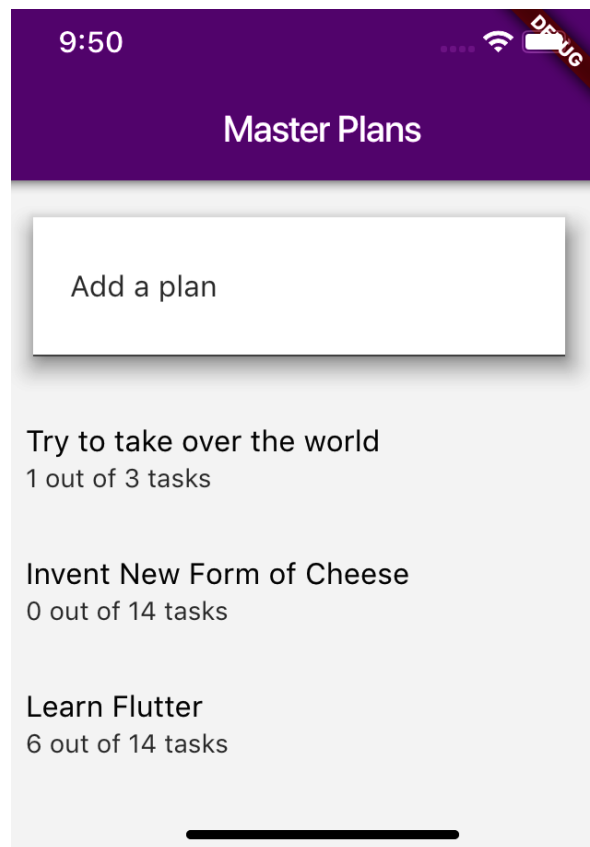 9:50
DEBUG
Master Plans
Add a plan
Try to take over the world
1 out of 3 tasks
Invent New Form of Cheese
0 out of 14 tasks
Learn Flutter
6 out of 14 tasks